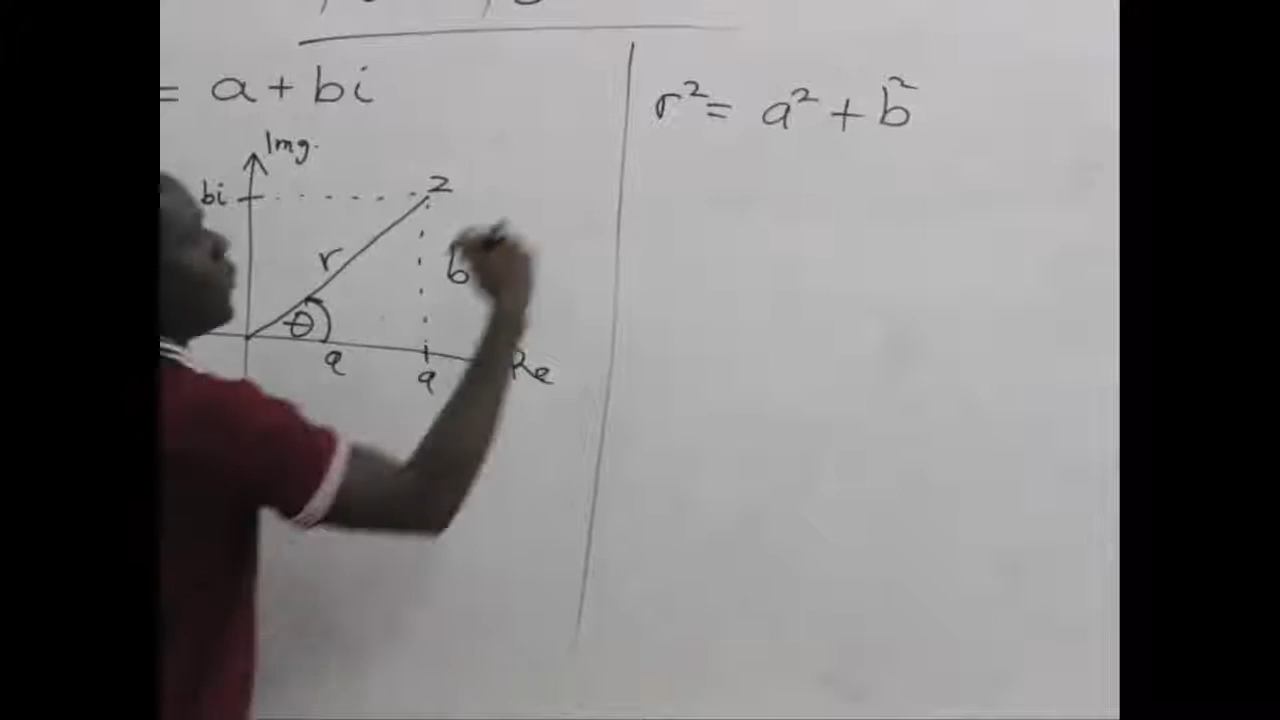 = a + bi
Img.
bi
z
r
b
θ
a
a
Re
r² = a² + b²